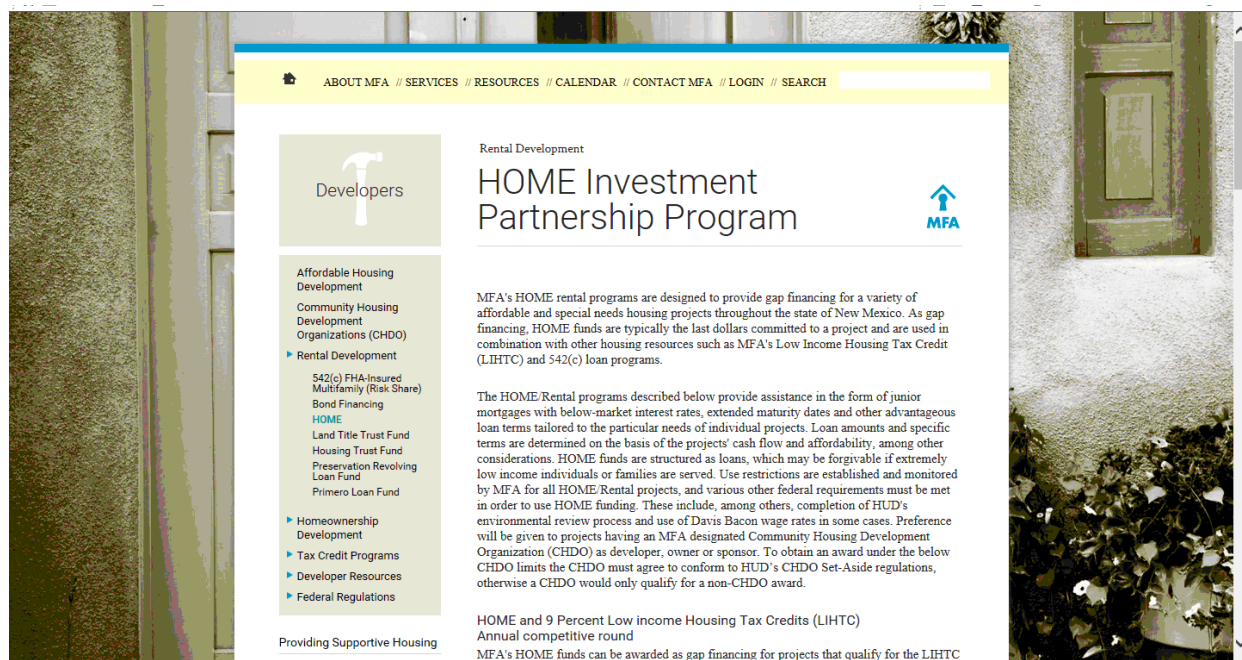 ABOUT MFA // SERVICES // RESOURCES // CALENDAR // CONTACT MFA // LOGIN // SEARCH
Developers
Affordable Housing
Development
Community Housing
Development
Organizations (CHDO)
Rental Development
542(c) FHA-Insured
Multifamily (Risk Share)
Bond Financing
HOME
Land Title Trust Fund
Housing Trust Fund
Preservation Revolving
Loan Fund
Primero Loan Fund
Homeownership
Development
Tax Credit Programs
Developer Resources
Federal Regulations
Providing Supportive Housing
Rental Development
HOME Investment
Partnership Program
MFA
MFA's HOME rental programs are designed to provide gap financing for a variety of
affordable and special needs housing projects throughout the state of New Mexico. As gap
financing, HOME funds are typically the last dollars committed to a project and are used in
combination with other housing resources such as MFA's Low Income Housing Tax Credit
(LIHTC) and 542(c) loan programs.
The HOME/Rental programs described below provide assistance in the form of junior
mortgages with below-market interest rates, extended maturity dates and other advantageous
loan terms tailored to the particular needs of individual projects. Loan amounts and specific
terms are determined on the basis of the projects' cash flow and affordability, among other
considerations. HOME funds are structured as loans, which may be forgivable if extremely
low income individuals or families are served. Use restrictions are established and monitored
by MFA for all HOME/Rental projects, and various other federal requirements must be met
in order to use HOME funding. These include, among others, completion of HUD's
environmental review process and use of Davis Bacon wage rates in some cases. Preference
will be given to projects having an MFA designated Community Housing Development
Organization (CHDO) as developer, owner or sponsor. To obtain an award under the below
CHDO limits the CHDO must agree to conform to HUD’s CHDO Set-Aside regulations,
otherwise a CHDO would only qualify for a non-CHDO award.
HOME and 9 Percent Low income Housing Tax Credits (LIHTC)
Annual competitive round
MFA's HOME funds can be awarded as gap financing for projects that qualify for the LIHTC